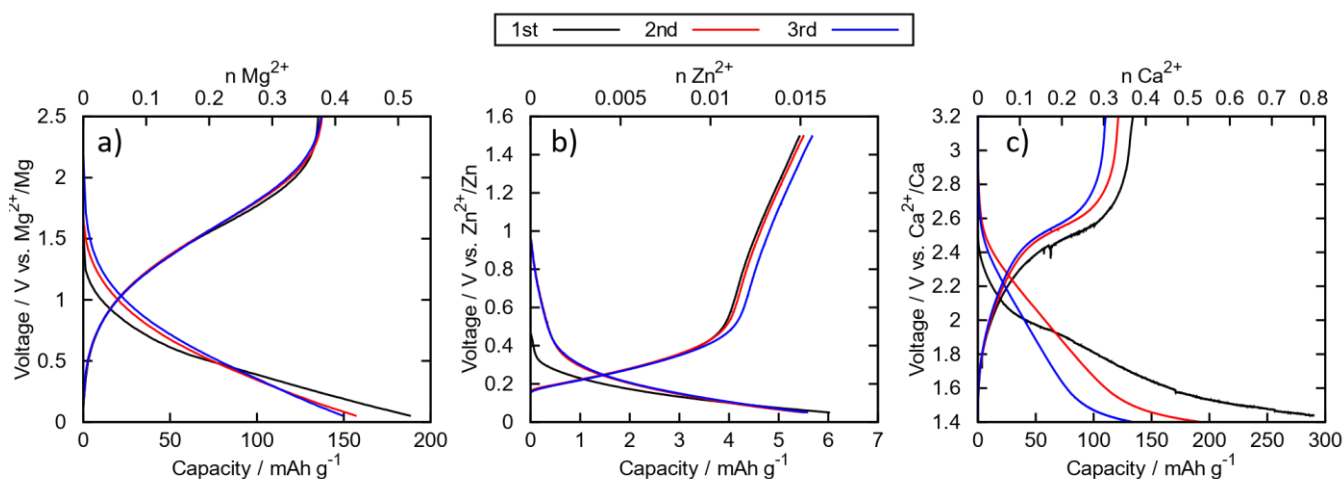 1st 2nd 3rd
n Mg2+
0 0.1 0.2 0.3 0.4 0.5
a)
2.5
2
1.5
1
0.5
0
Voltage / V vs. Mg2+/Mg
0 50 100 150 200
Capacity / mAh g-1
n Zn2+
0 0.005 0.01 0.015
b)
1.6
1.4
1.2
1
0.8
0.6
0.4
0.2
0
Voltage / V vs. Zn2+/Zn
0 1 2 3 4 5 6 7
Capacity / mAh g-1
n Ca2+
0 0.1 0.2 0.3 0.4 0.5 0.6 0.7 0.8
c)
3.2
3
2.8
2.6
2.4
2.2
2
1.8
1.6
1.4
Voltage / V vs. Ca2+/Ca
0 50 100 150 200 250 300
Capacity / mAh g-1